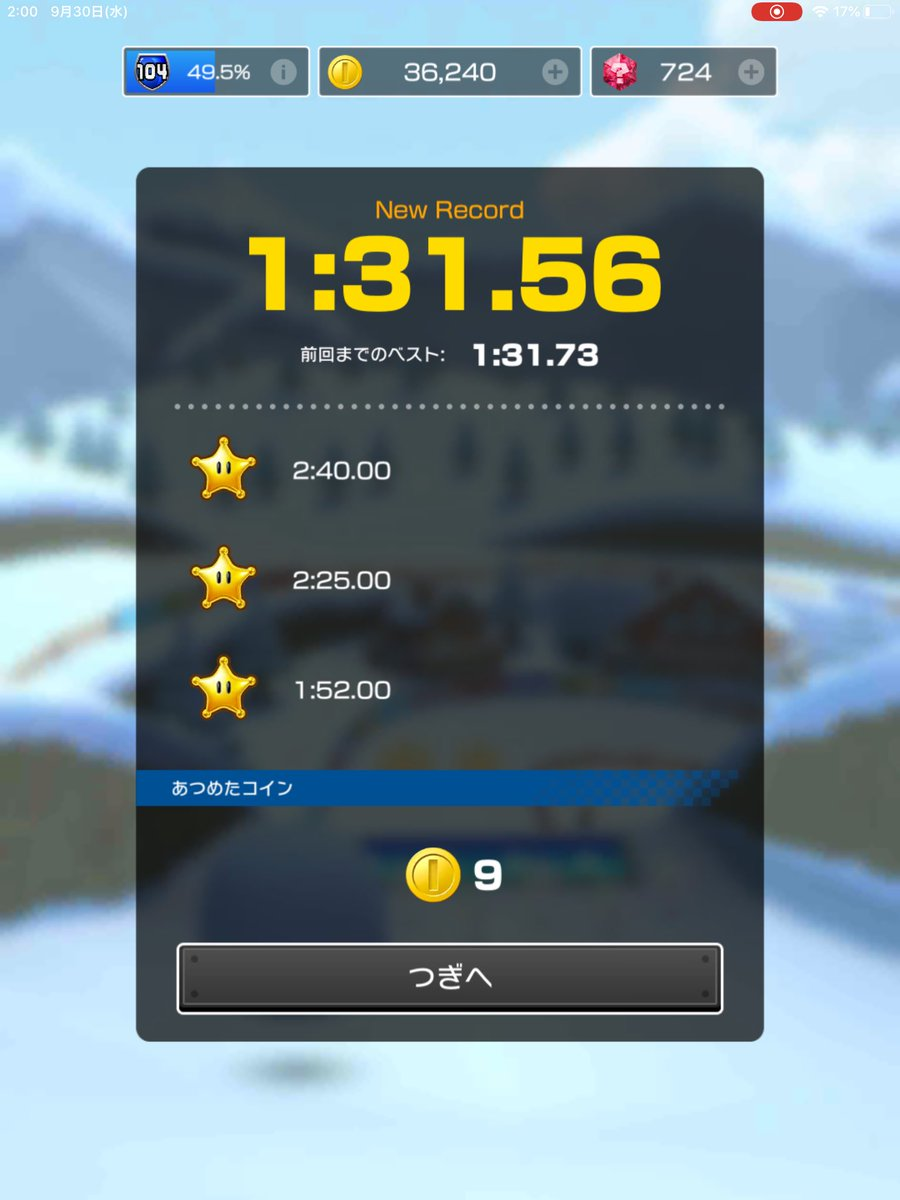 2:00 9月30日(水) 17%
104 49.5% 36,240 724
New Record
1:31.56
前回までのベスト: 1:31.73
2:40.00
2:25.00
1:52.00
あつめたコイン
9
つぎへ